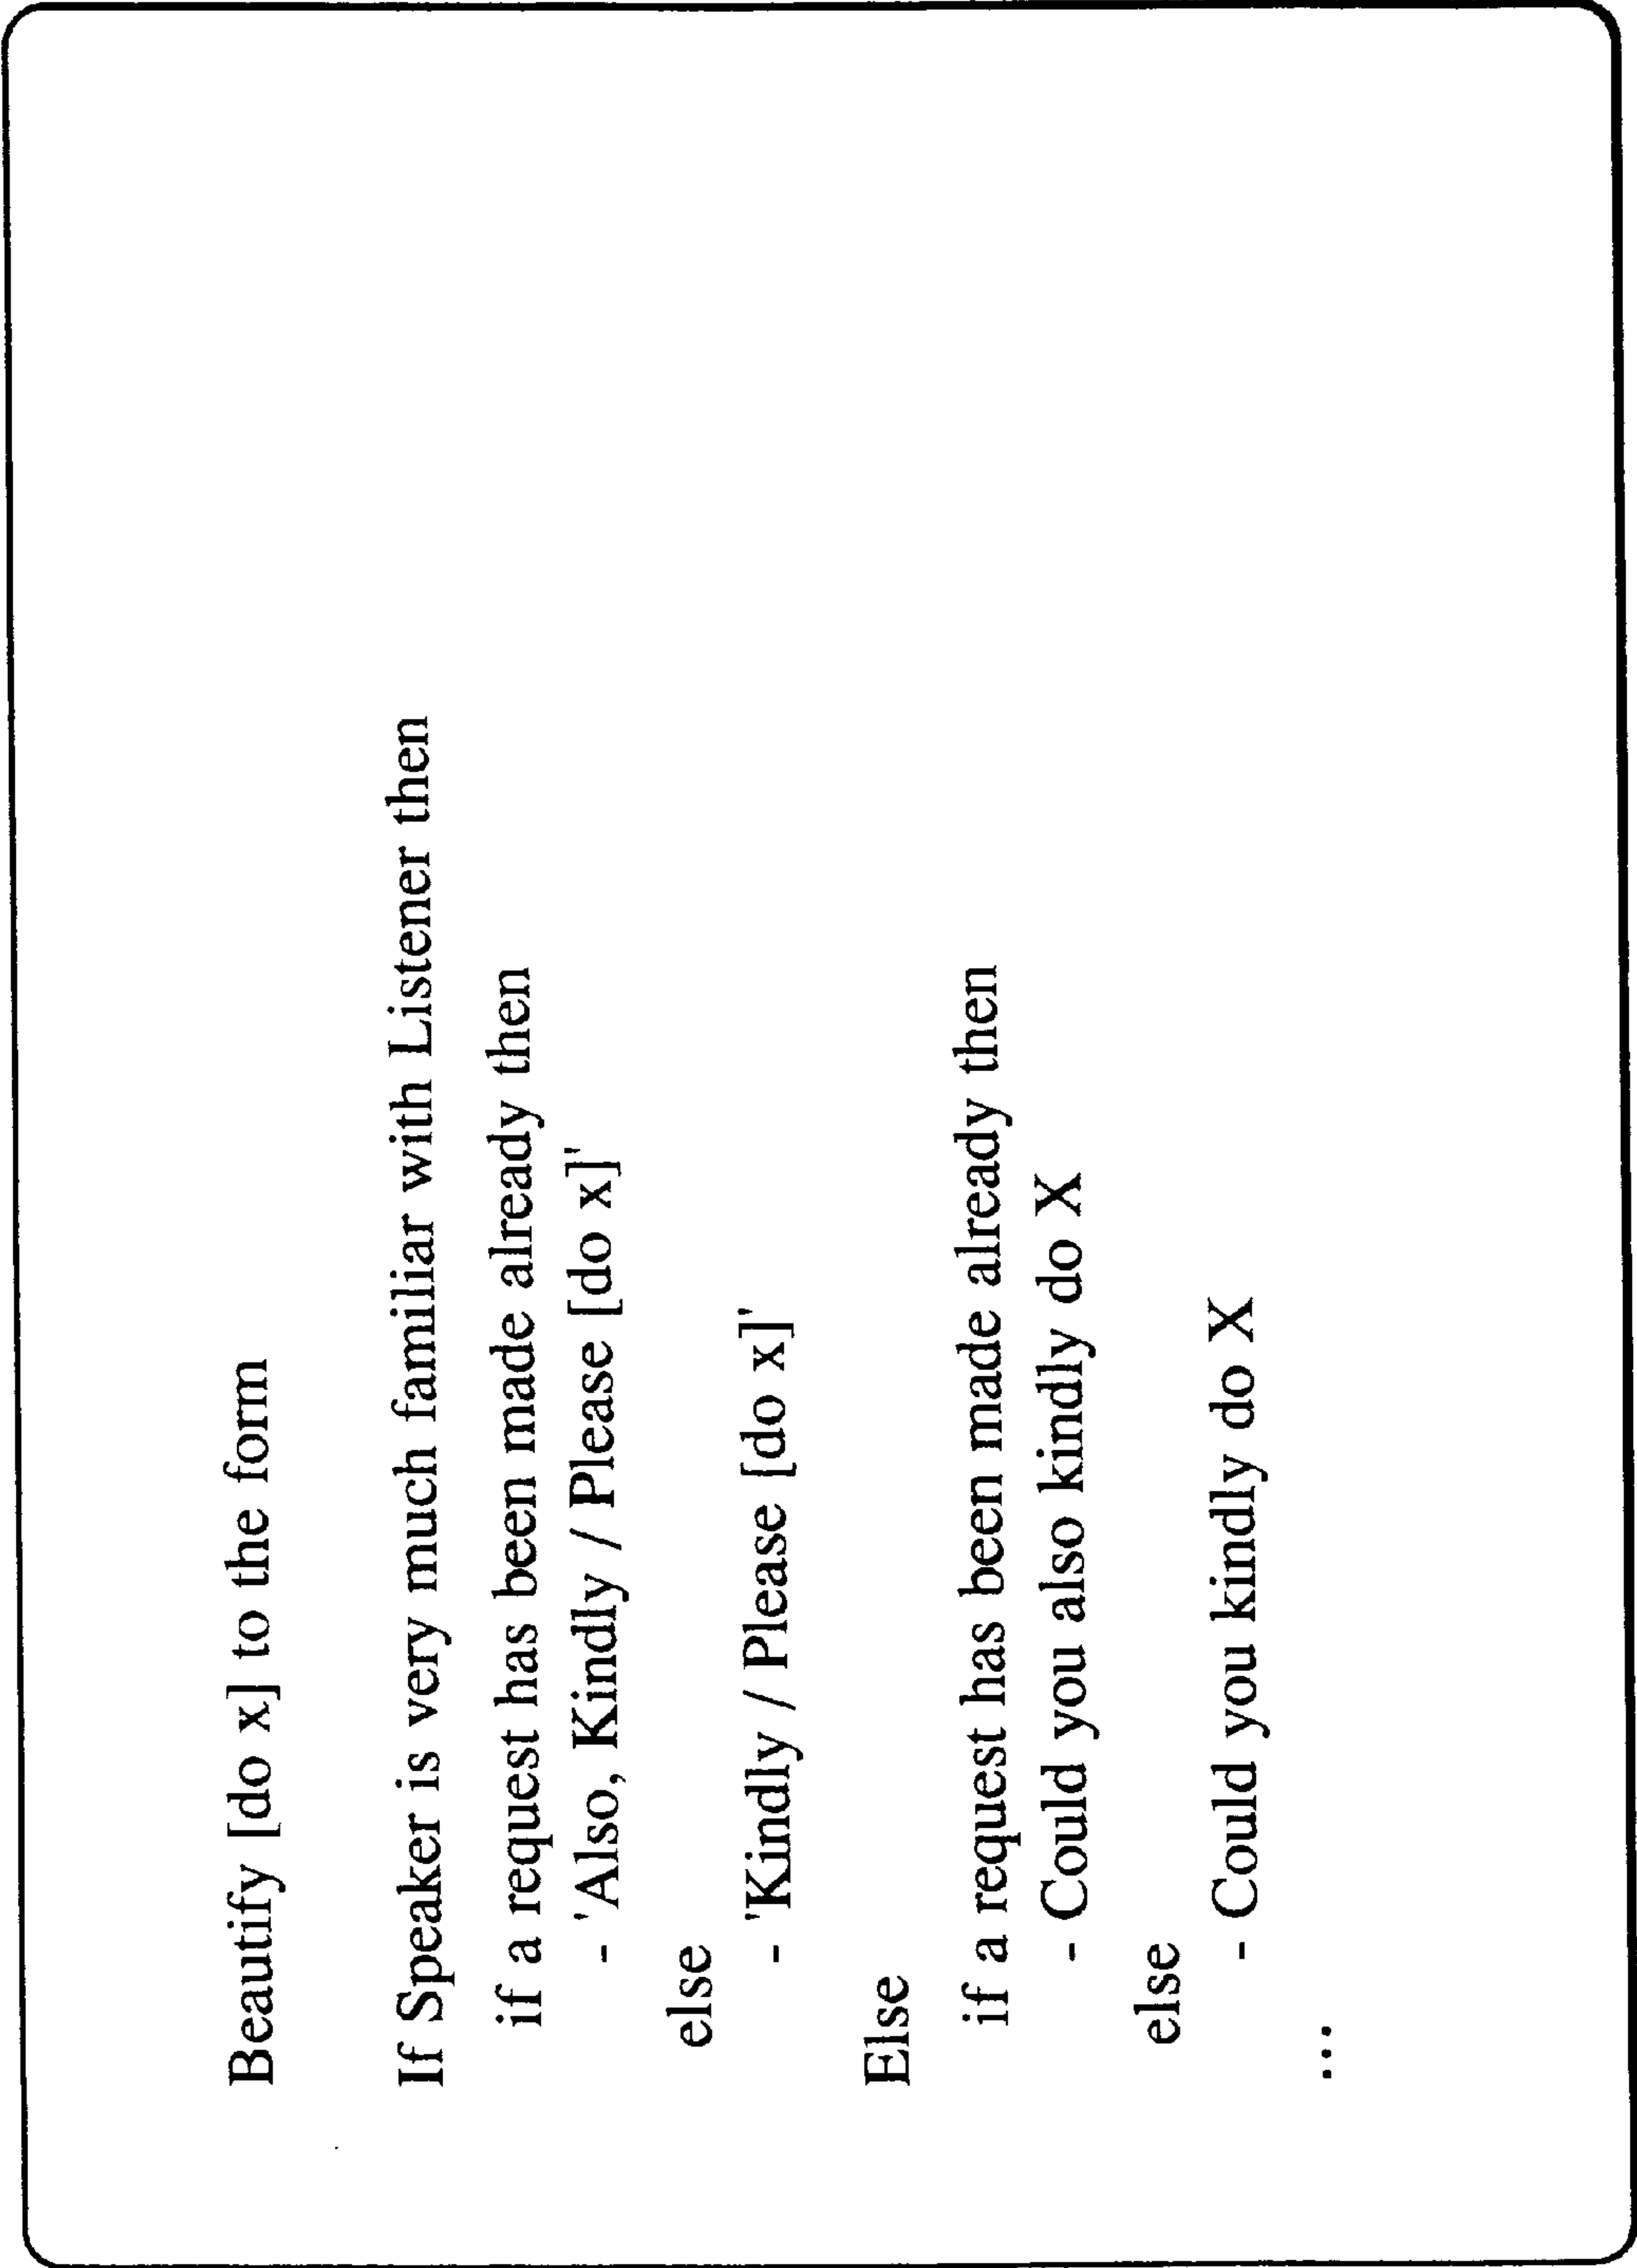 Beautify [do x] to the form
If Speaker is very much familiar with Listener then
if a request has been made already then
- 'Also, Kindly / Please [do x]'
else
- 'Kindly / Please [do x]'
Else
if a request has been made already then
- Could you also kindly do X
else
- Could you kindly do X
...